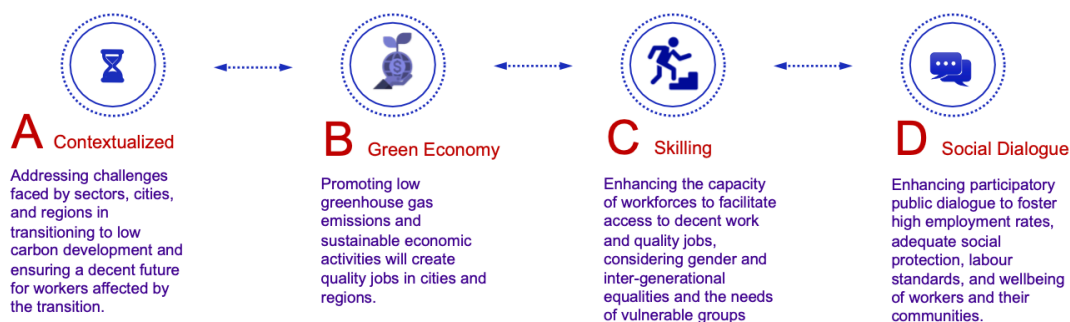 A Contextualized
Addressing challenges
faced by sectors, cities,
and regions in
transitioning to low
carbon development and
ensuring a decent future
for workers affected by
the transition.
B Green Economy
Promoting low
greenhouse gas
emissions and
sustainable economic
activities will create
quality jobs in cities and
regions.
C Skilling
Enhancing the capacity
of workforces to facilitate
access to decent work
and quality jobs,
considering gender and
inter-generational
equalities and the needs
of vulnerable groups
D Social Dialogue
Enhancing participatory
public dialogue to foster
high employment rates,
adequate social
protection, labour
standards, and wellbeing
of workers and their
communities.